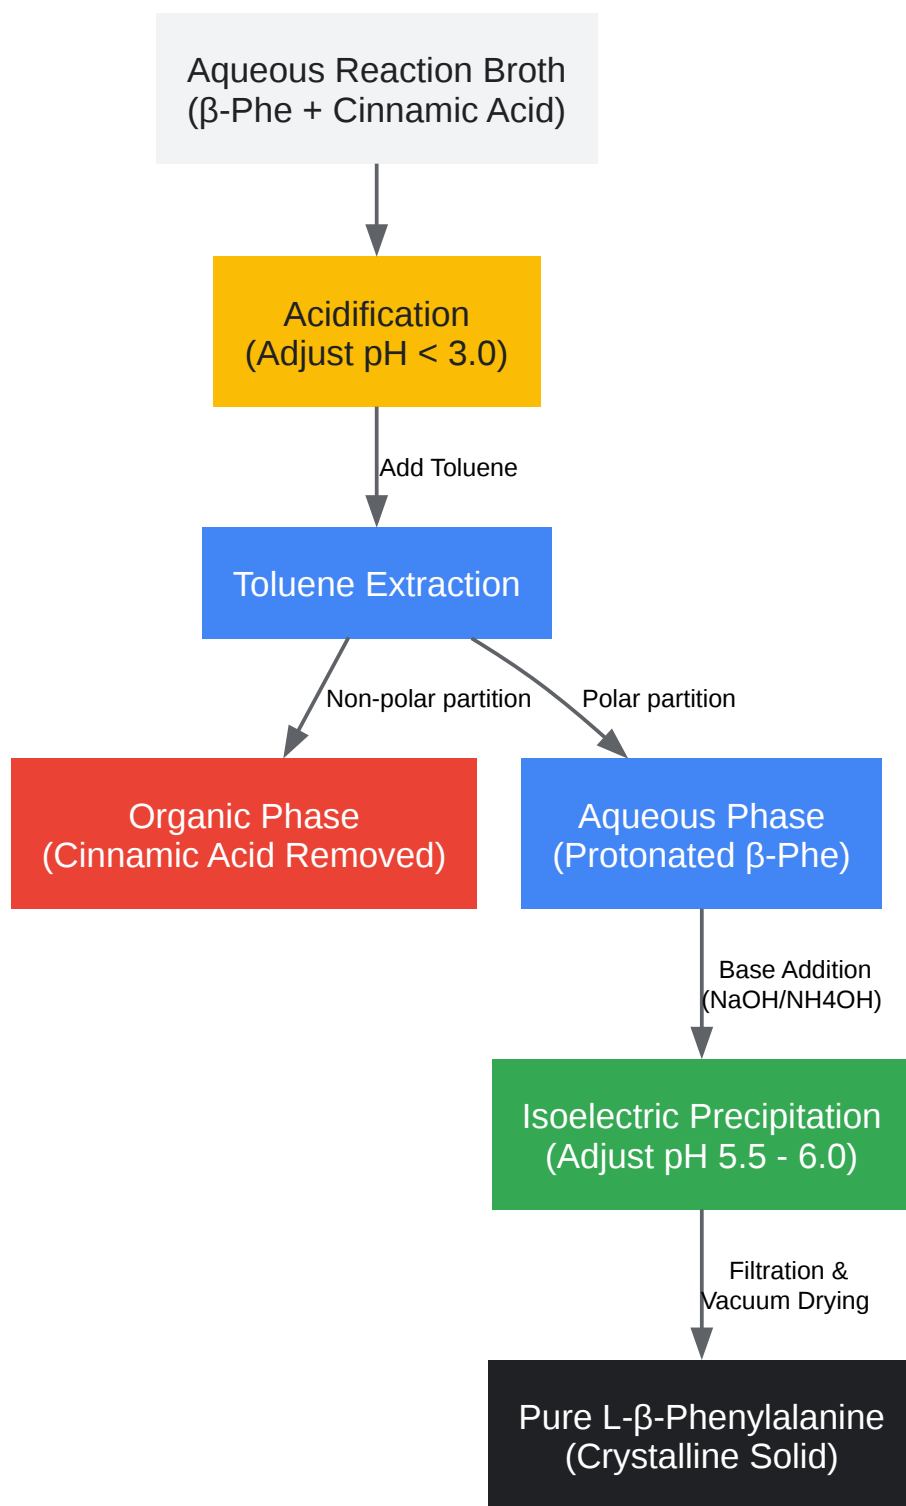 Aqueous Reaction Broth
(β-Phe + Cinnamic Acid)
Acidification
(Adjust pH < 3.0)
Add Toluene
Toluene Extraction
Non-polar partition
Polar partition
Organic Phase
(Cinnamic Acid Removed)
Aqueous Phase
(Protonated β-Phe)
Base Addition
(NaOH/NH4OH)
Isoelectric Precipitation
(Adjust pH 5.5 - 6.0)
Filtration &
Vacuum Drying
Pure L-β-Phenylalanine
(Crystalline Solid)